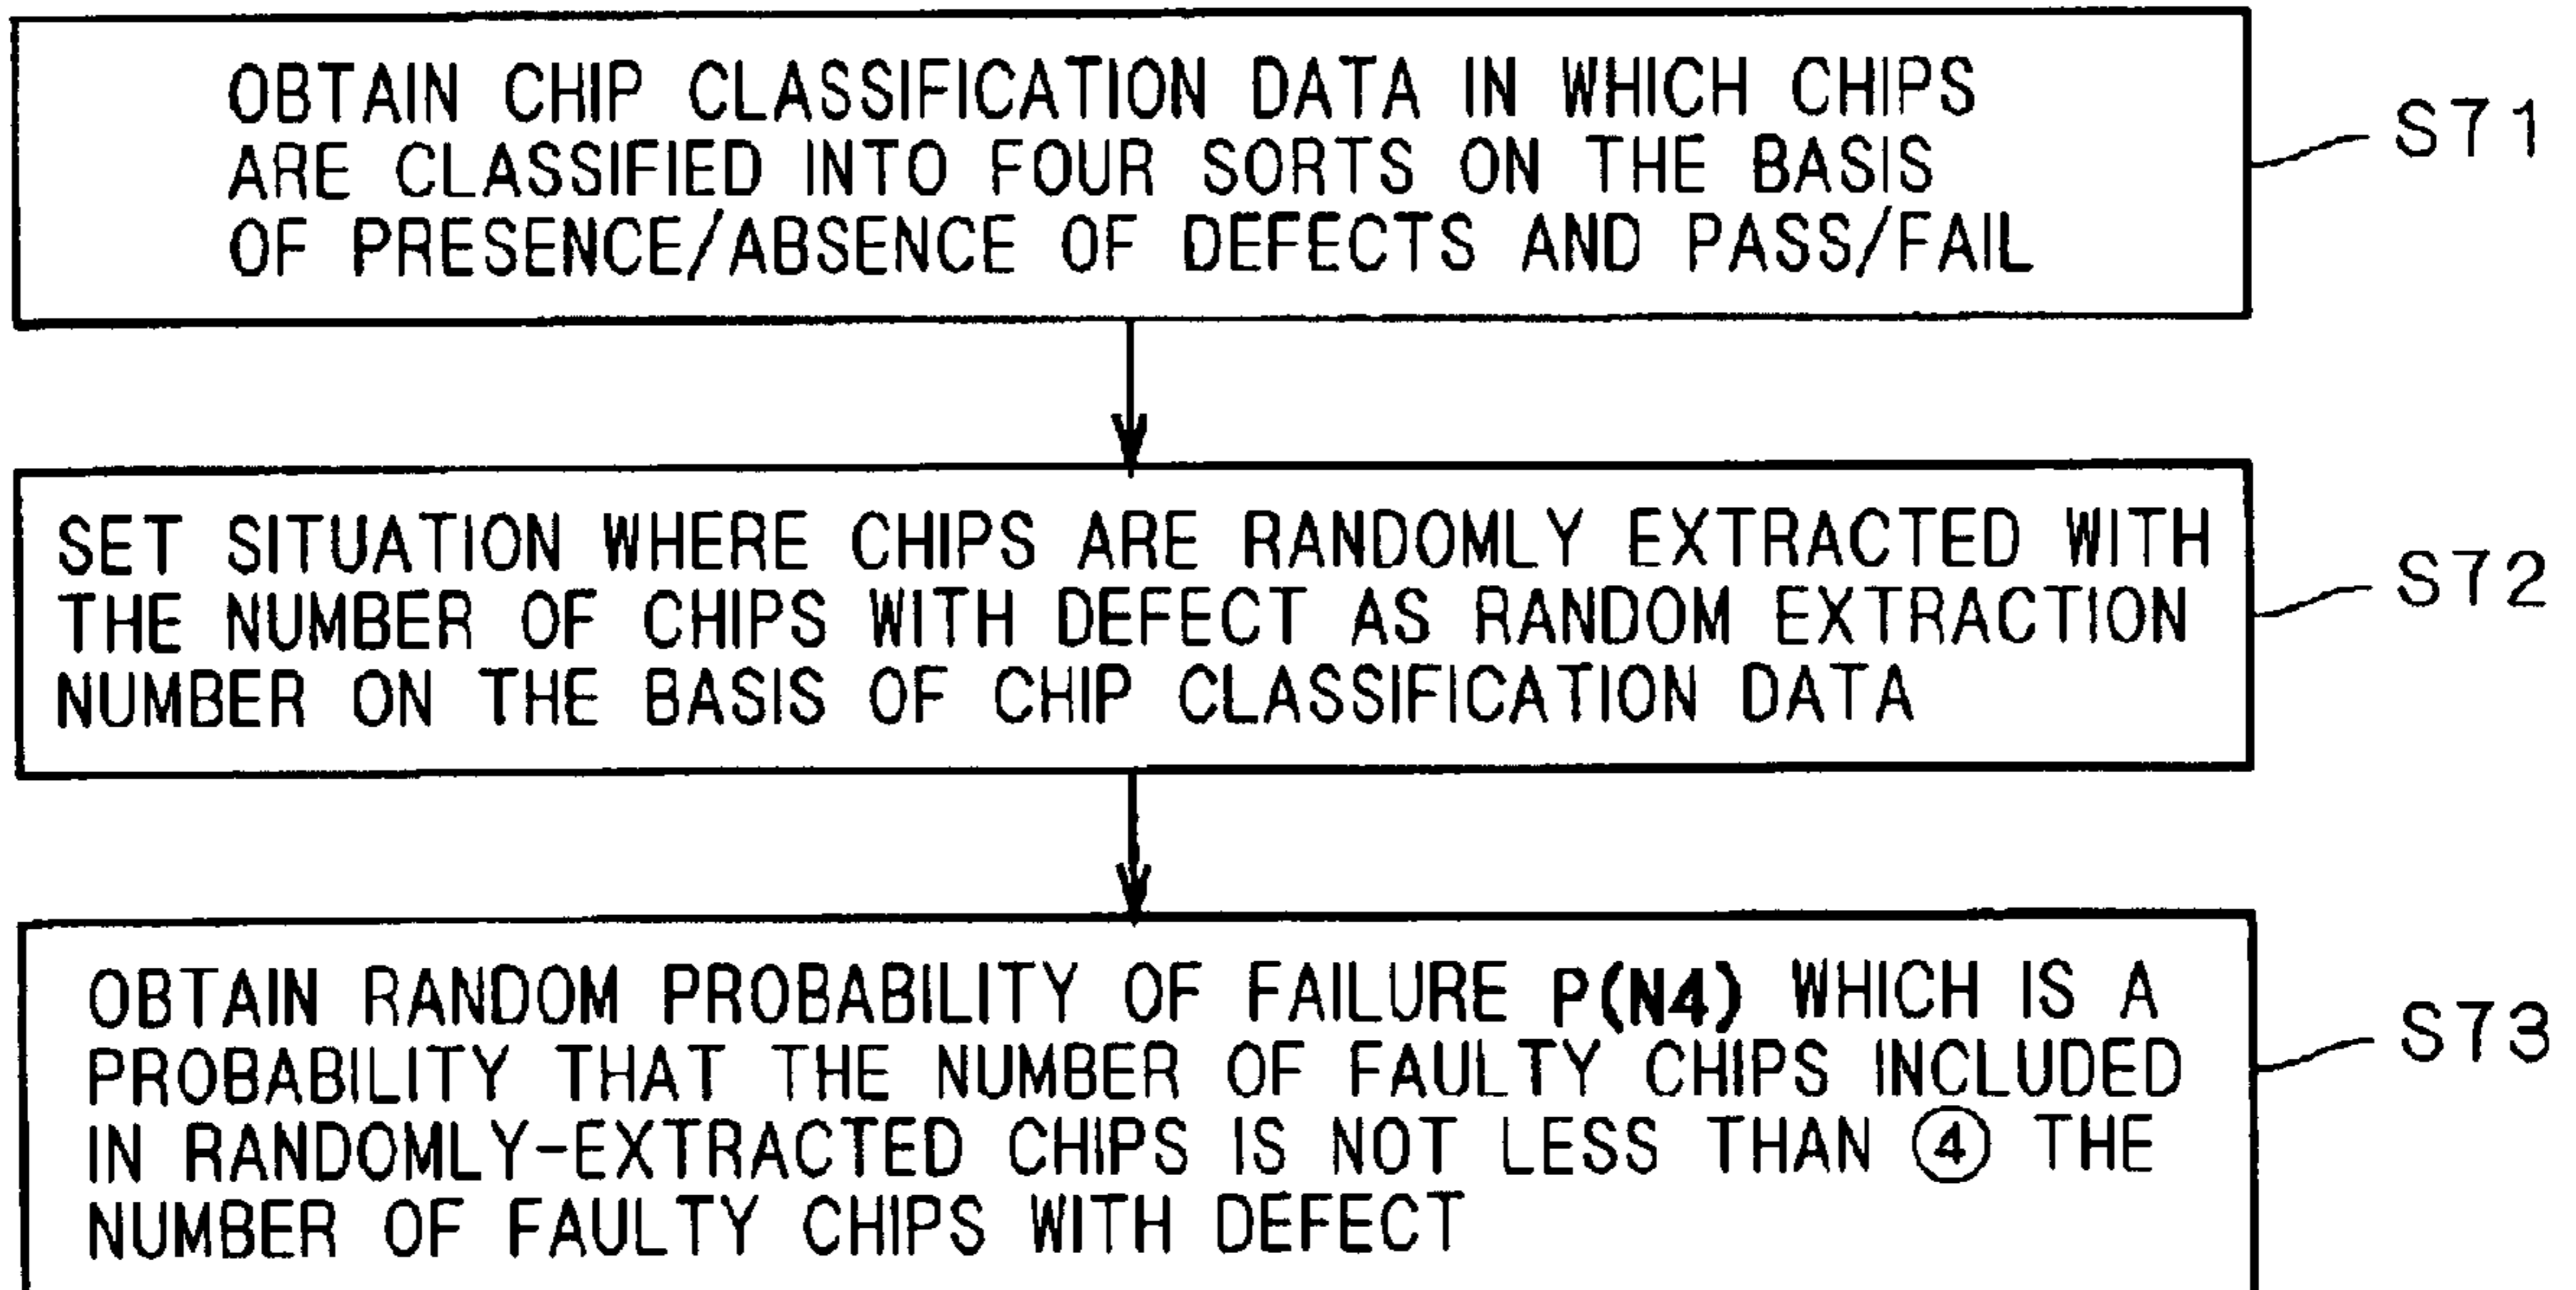 OBTAIN CHIP CLASSIFICATION DATA IN WHICH CHIPS
ARE CLASSIFIED INTO FOUR SORTS ON THE BASIS
OF PRESENCE/ABSENCE OF DEFECTS AND PASS/FAIL
S71
SET SITUATION WHERE CHIPS ARE RANDOMLY EXTRACTED WITH
THE NUMBER OF CHIPS WITH DEFECT AS RANDOM EXTRACTION
NUMBER ON THE BASIS OF CHIP CLASSIFICATION DATA
S72
OBTAIN RANDOM PROBABILITY OF FAILURE P(N4) WHICH IS A
PROBABILITY THAT THE NUMBER OF FAULTY CHIPS INCLUDED
IN RANDOMLY-EXTRACTED CHIPS IS NOT LESS THAN ④ THE
NUMBER OF FAULTY CHIPS WITH DEFECT
S73